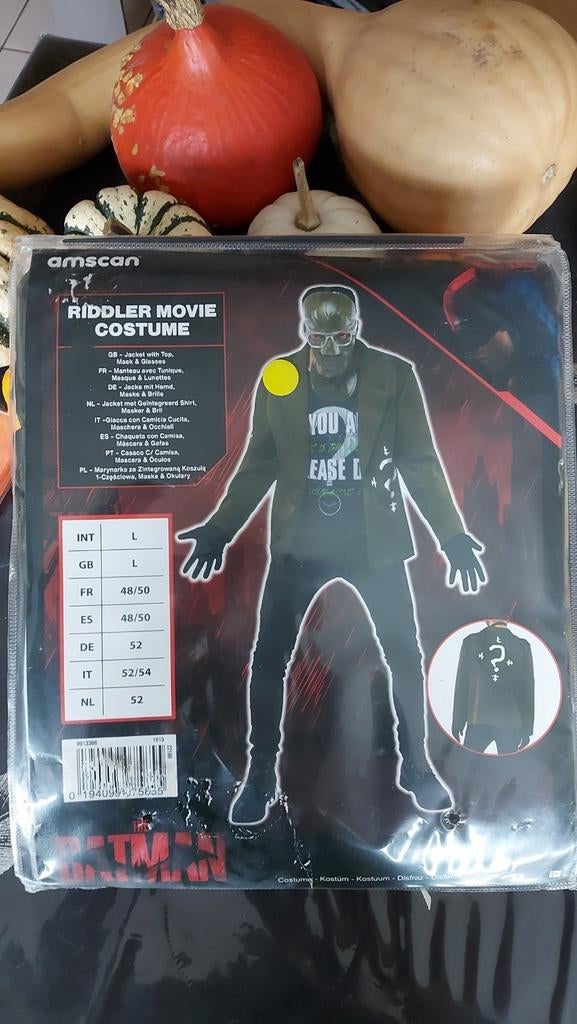 amscan
RIDDLER MOVIE
COSTUME
GB - Jacket with Top,
Mask & Glasses
FR - Manteau avec Tunique,
Masque & Lunettes
DE - Jacke mit Hemd,
Maske & Brille
NL - Jacket met Geïntegreerd Shirt,
Masker & Bril
IT -Giacca con Camicia Cucita,
Maschera & Occhiali
ES - Chaqueta con Camisa,
Máscara & Gafas
PT - Casaco C/ Camisa,
Mascara & Óculos
PL - Marynarka ze Zintegrowaną Koszulą
1-Częściowa, Maska & Okulary
YOU A
EASE D
?
INT L
GB L
FR 48/50
ES 48/50
DE 52
IT 52/54
NL 52
?
9913386 1619
22186
THE
BATMAN
Costume - Kostüm - Kostuum - Disfraz -